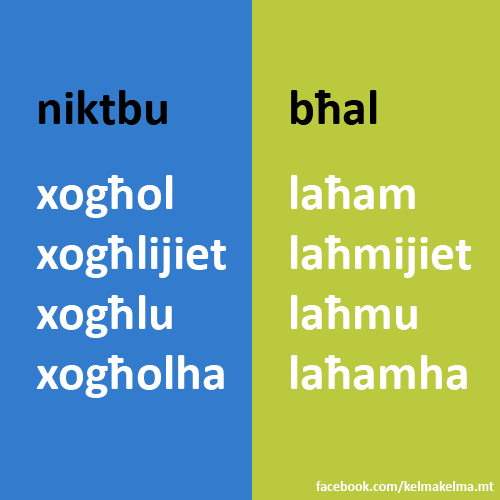 niktbu
xogħol
xogħlijiet
xogħlu
xogħolha
bħal
laħam
laħmijiet
laħmu
laħamha
facebook.com/kelmakelma.mt